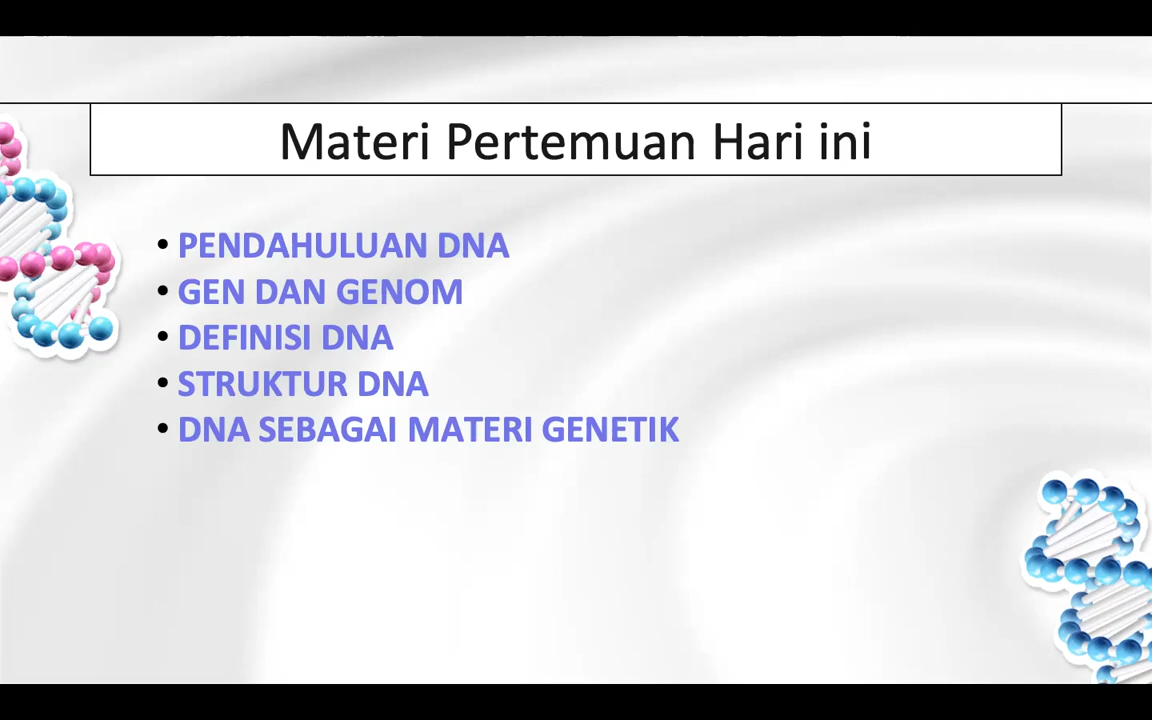 Materi Pertemuan Hari ini
• PENDAHULUAN DNA
• GEN DAN GENOM
• DEFINISI DNA
• STRUKTUR DNA
• DNA SEBAGAI MATERI GENETIK